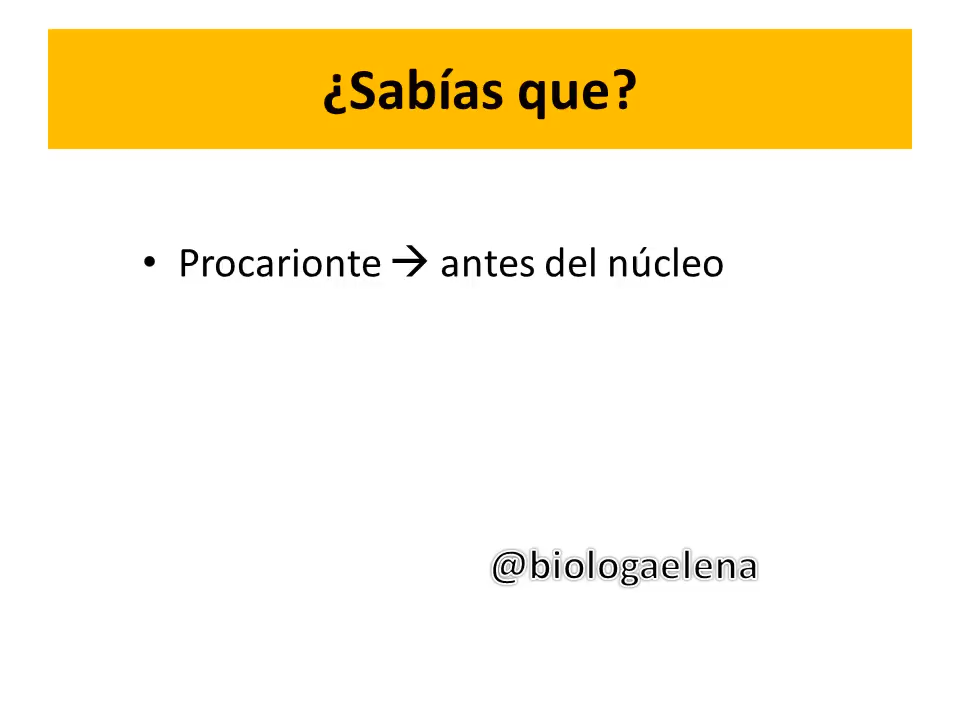 ¿Sabías que?
• Procarionte → antes del núcleo
@biologaelena